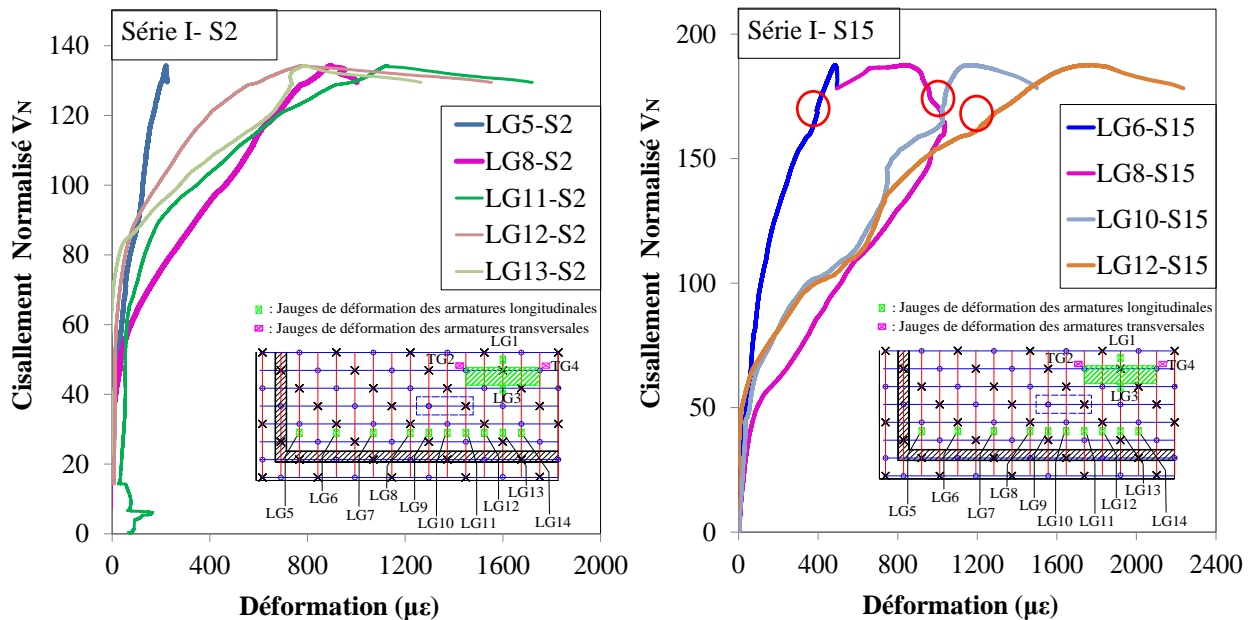 Série I- S2
Cisallement Normalisé VN
140
120
100
80
60
40
20
0
0 400 800 1200 1600 2000
Déformation (µε)
LG5-S2
LG8-S2
LG11-S2
LG12-S2
LG13-S2
: Jauges de déformation des armatures longitudinales
: Jauges de déformation des armatures transversales
LG1
TG2
TG4
LG3
LG5
LG6
LG7
LG8
LG9
LG10
LG11
LG12
LG13
LG14
Série I- S15
Cisallement Normalisé VN
200
150
100
50
0
0 400 800 1200 1600 2000 2400
Déformation (µε)
LG6-S15
LG8-S15
LG10-S15
LG12-S15
: Jauges de déformation des armatures longitudinales
: Jauges de déformation des armatures transversales
LG1
TG2
TG4
LG3
LG5
LG6
LG7
LG8
LG9
LG10
LG11
LG12
LG13
LG14